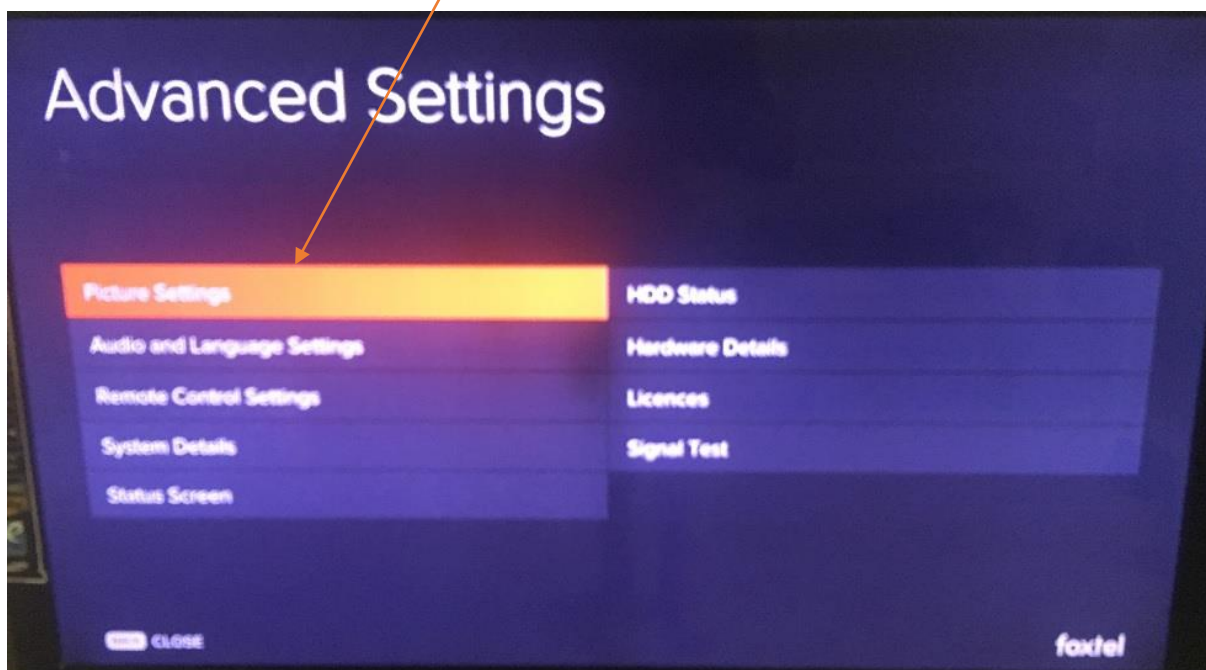 Advanced Settings
Picture Settings
Audio and Language Settings
Remote Control Settings
System Details
Status Screen
HDD Status
Hardware Details
Licences
Signal Test
CLOSE
foxtel